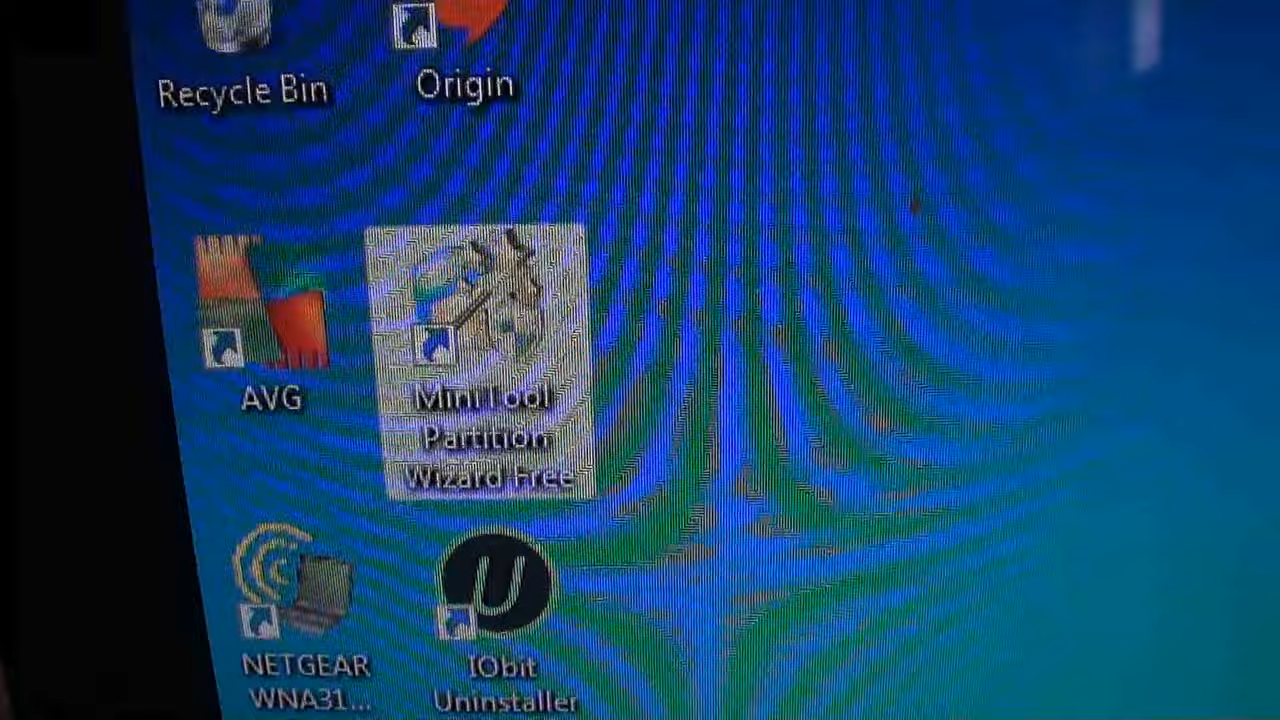 Recycle Bin
Origin
AVG
MiniTool
Partition
Wizard Free
NETGEAR
WNA31...
IObit
Uninstaller